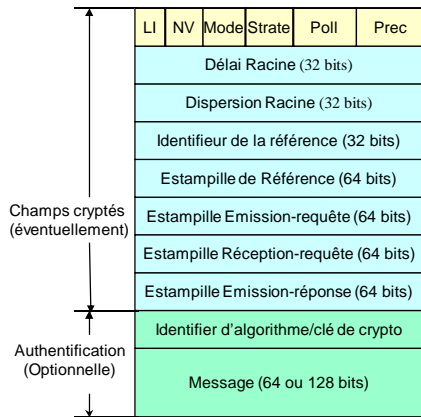 LI NV Mode Strate Poll Prec
Délai Racine (32 bits)
Dispersion Racine (32 bits)
Identifieur de la référence (32 bits)
Estampille de Référence (64 bits)
Champs cryptés
(éventuellement)
Estampille Emission-requête (64 bits)
Estampille Réception-requête (64 bits)
Estampille Emission-réponse (64 bits)
Identifier d'algorithme/clé de crypto
Authentification
(Optionnelle)
Message (64 ou 128 bits)